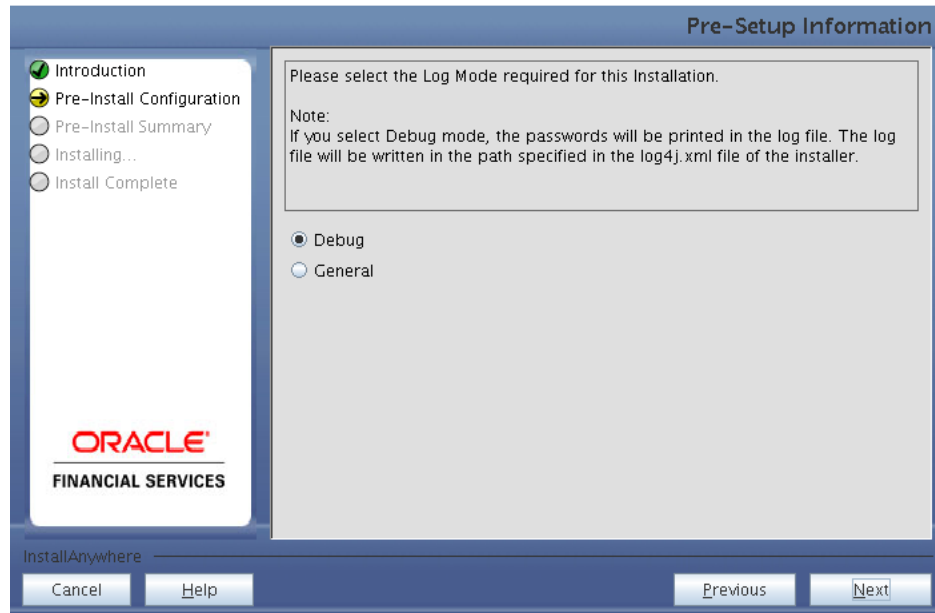 Pre-Setup Information
Introduction
Pre-Install Configuration
Pre-Install Summary
Installing...
Install Complete
ORACLE
FINANCIAL SERVICES
Please select the Log Mode required for this Installation.
Note:
If you select Debug mode, the passwords will be printed in the log file. The log
file will be written in the path specified in the log4j.xml file of the installer.
Debug
General
InstallAnywhere
Cancel
Help
Previous
Next